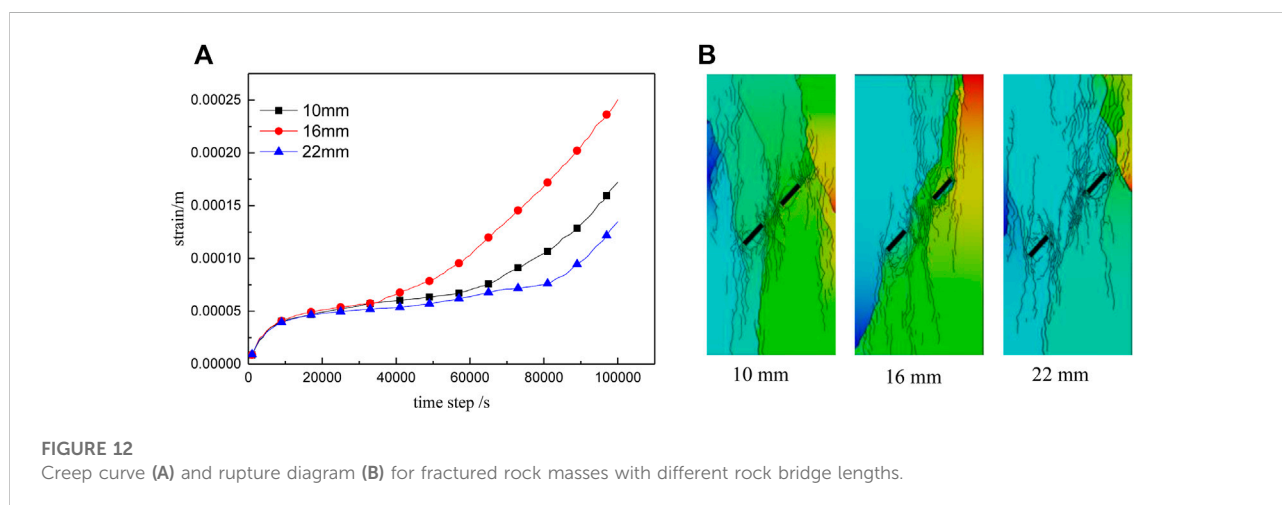 A
B
0.00025
0.00020
0.00015
0.00010
0.00005
0.00000
strain/m
10mm
16mm
22mm
0 20000 40000 60000 80000 100000
time step /s
10 mm
16 mm
22 mm
FIGURE 12
Creep curve (A) and rupture diagram (B) for fractured rock masses with different rock bridge lengths.